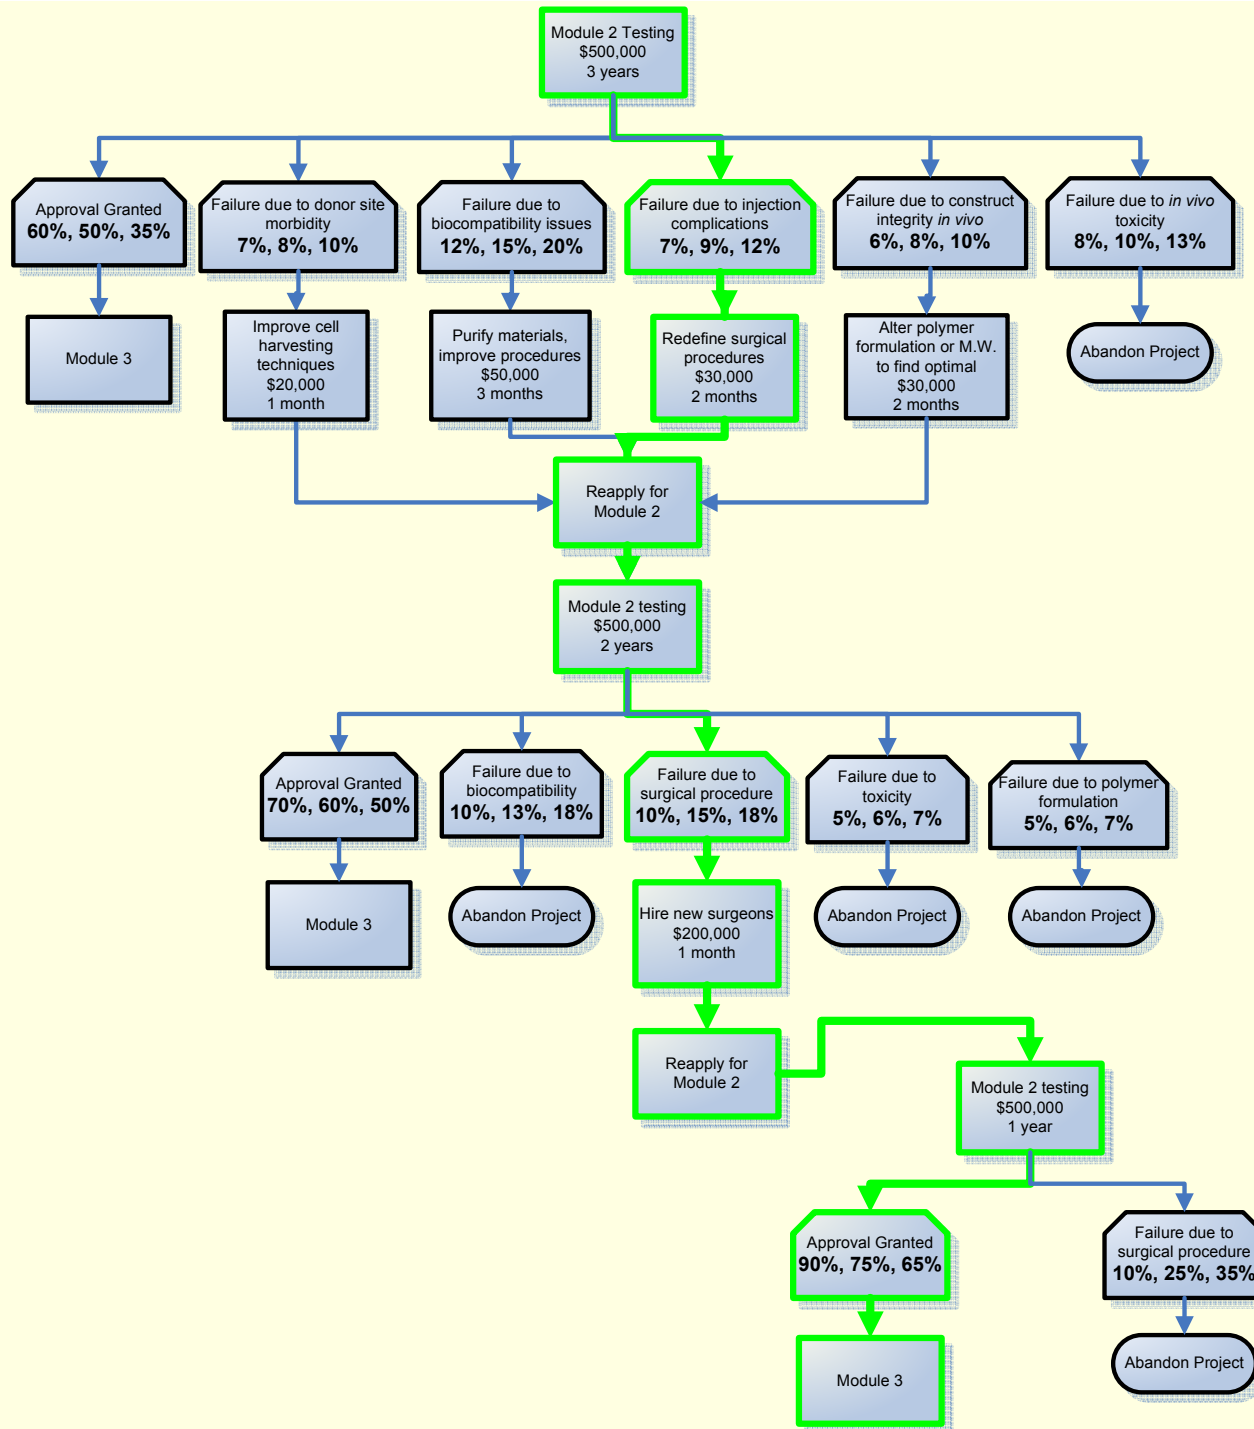 Module 2 Testing
$500,000
3 years
Approval Granted
60%, 50%, 35%
Failure due to donor site
morbidity
7%, 8%, 10%
Failure due to
biocompatibility issues
12%, 15%, 20%
Failure due to injection
complications
7%, 9%, 12%
Failure due to construct
integrity in vivo
6%, 8%, 10%
Failure due to in vivo
toxicity
8%, 10%, 13%
Module 3
Improve cell
harvesting
techniques
$20,000
1 month
Purify materials,
improve procedures
$50,000
3 months
Redefine surgical
procedures
$30,000
2 months
Alter polymer
formulation or M.W.
to find optimal
$30,000
2 months
Abandon Project
Reapply for
Module 2
Module 2 testing
$500,000
2 years
Approval Granted
70%, 60%, 50%
Failure due to
biocompatibility
10%, 13%, 18%
Failure due to
surgical procedure
10%, 15%, 18%
Failure due to
toxicity
5%, 6%, 7%
Failure due to polymer
formulation
5%, 6%, 7%
Module 3
Abandon Project
Hire new surgeons
$200,000
1 month
Abandon Project
Abandon Project
Reapply for
Module 2
Module 2 testing
$500,000
1 year
Approval Granted
90%, 75%, 65%
Failure due to
surgical procedure
10%, 25%, 35%
Module 3
Abandon Project